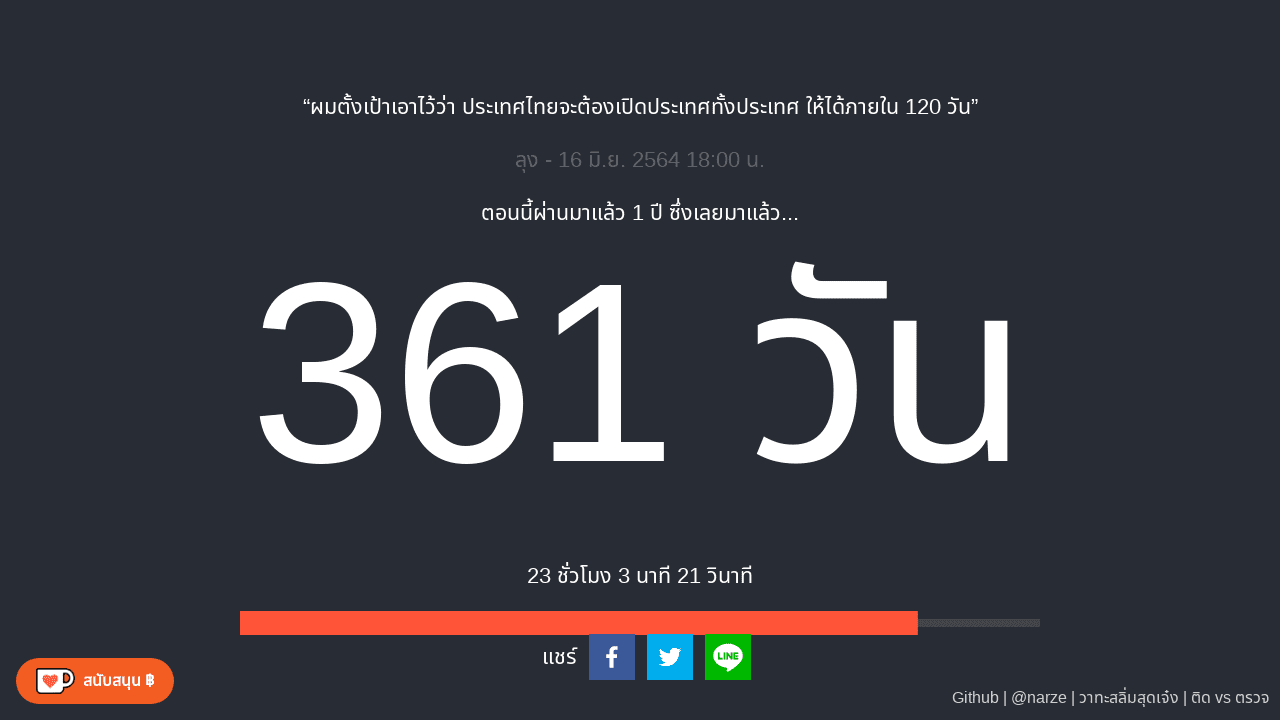 “ผมตั้งเป้าเอาไว้ว่า ประเทศไทยจะต้องเปิดประเทศทั้งประเทศ ให้ได้ภายใน 120 วัน”
ลุง - 16 มิ.ย. 2564 18:00 น.
ตอนนี้ผ่านมาแล้ว 1 ปี ซึ่งเลยมาแล้ว...
361 วัน
23 ชั่วโมง 3 นาที 21 วินาที
แชร์
LINE
สนับสนุน ฿
Github | @narze | วาทะสลิ่มสุดเจ๋ง | ติด vs ตรวจ